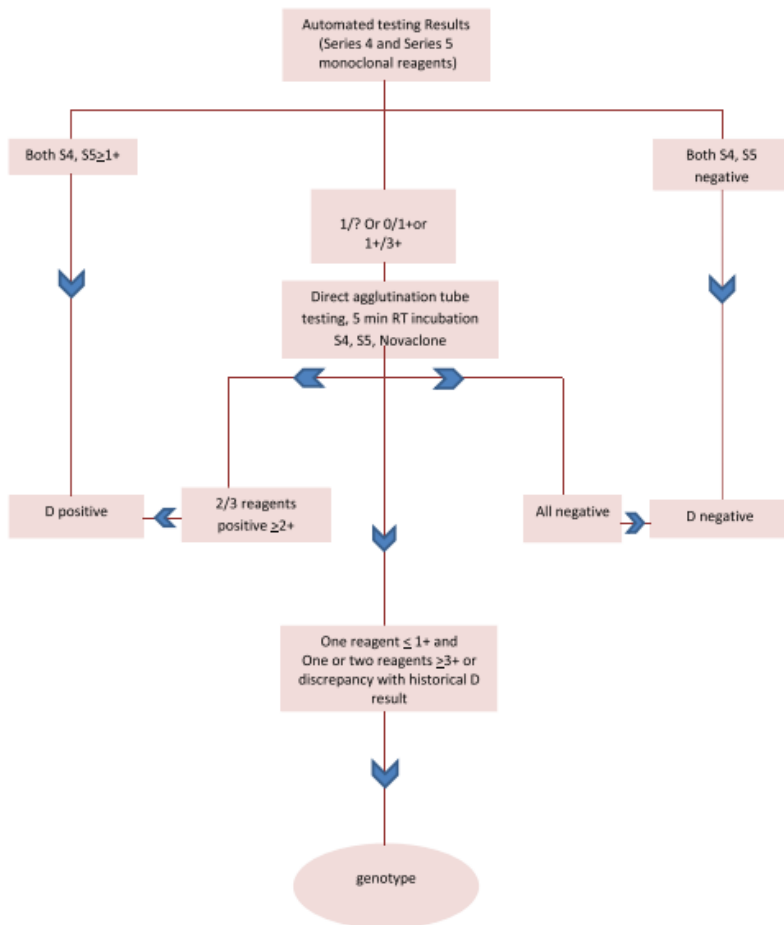 Automated testing Results
(Series 4 and Series 5
monoclonal reagents)
Both S4, S5≥1+
Both S4, S5
negative
1/? Or 0/1+or
1+/3+
Direct agglutination tube
testing, 5 min RT incubation
S4, S5, Novaclone
D positive
2/3 reagents
positive ≥2+
All negative
D negative
One reagent ≤ 1+ and
One or two reagents ≥3+ or
discrepancy with historical D
result
genotype